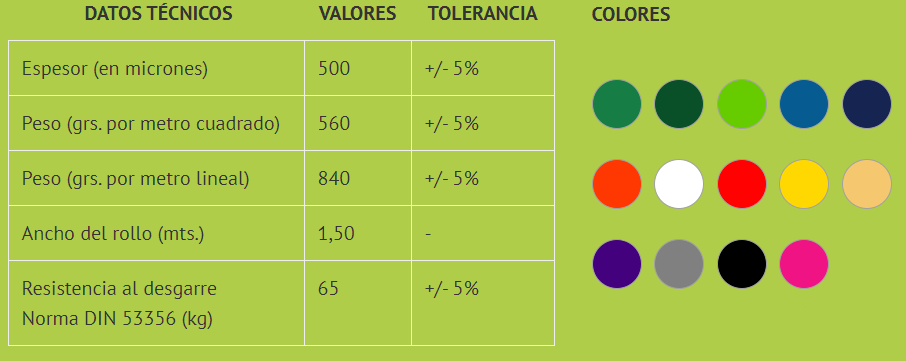 DATOS TÉCNICOS VALORES TOLERANCIA COLORES
Espesor (en micrones) 500 +/- 5%
Peso (grs. por metro cuadrado) 560 +/- 5%
Peso (grs. por metro lineal) 840 +/- 5%
Ancho del rollo (mts.) 1,50 -
Resistencia al desgarre 65 +/- 5%
Norma DIN 53356 (kg)